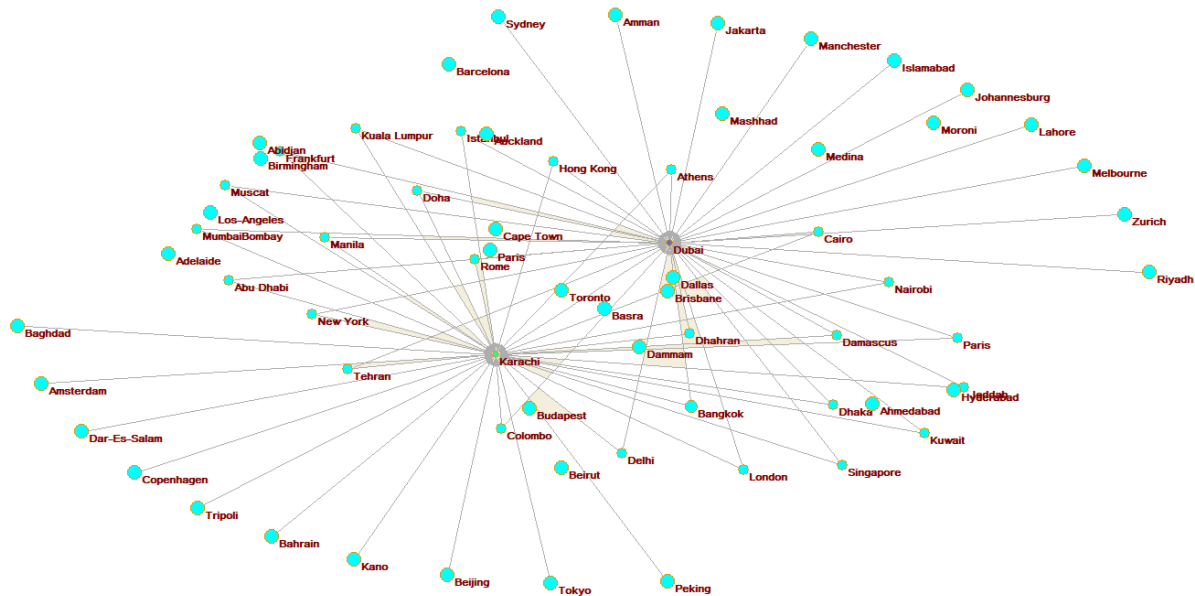 Sydney
Amman
Jakarta
Manchester
Islamabad
Barcelona
Johannesburg
Mashhad
Moroni
Lahore
Kuala Lumpur
Istanbul
Auckland
Abidjan
Frankfurt
Birmingham
Hong Kong
Athens
Medina
Melbourne
Muscat
Doha
Los-Angeles
MumbaiBombay
Manila
Cape Town
Zurich
Cairo
Dubai
Adelaide
Paris
Rome
Riyadh
Abu Dhabi
Toronto
Dallas
Brisbane
Nairobi
New York
Basra
Baghdad
Dhahran
Damascus
Paris
Karachi
Dammam
Tehran
Amsterdam
Jaddah
Hyderabad
Budapest
Bangkok
Dhaka
Ahmedabad
Dar-Es-Salam
Colombo
Kuwait
Delhi
Copenhagen
Beirut
London
Singapore
Tripoli
Bahrain
Kano
Beijing
Tokyo
Peking